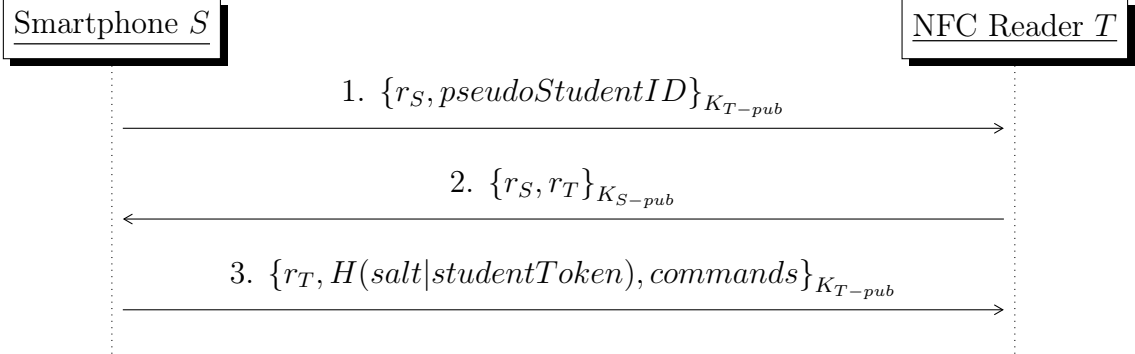 Smartphone S NFC Reader T
1. {r_S, pseudoStudentID}_{K_{T-pub}}
2. {r_S, r_T}_{K_{S-pub}}
3. {r_T, H(salt|studentToken), commands}_{K_{T-pub}}